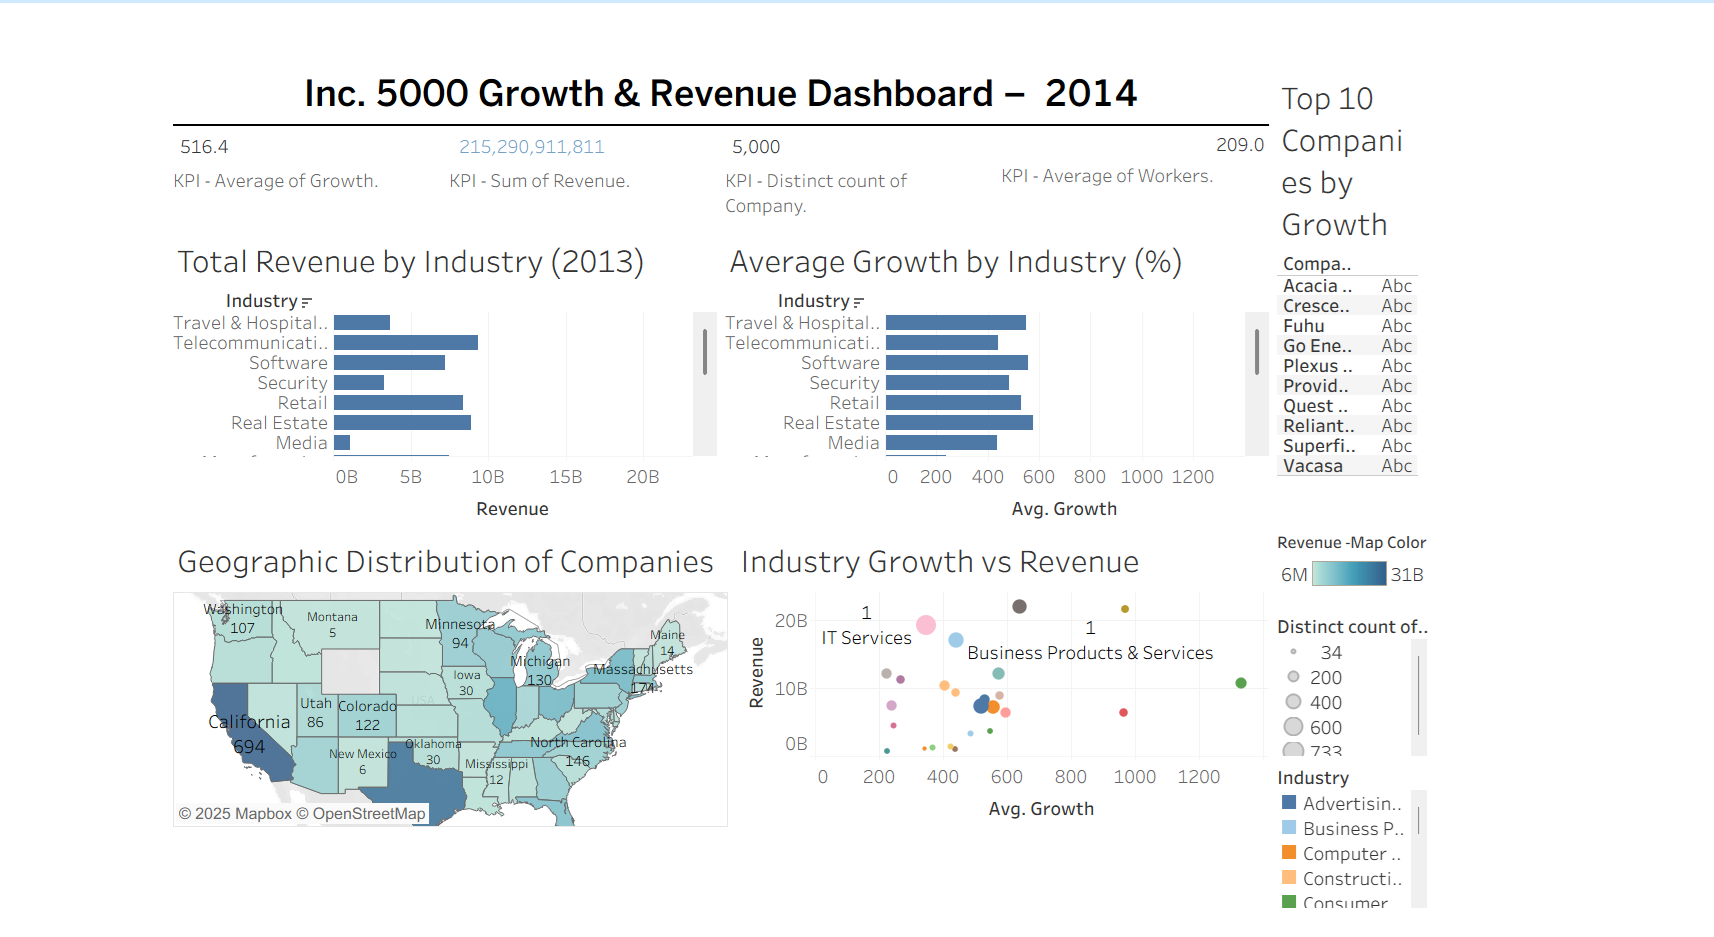 Inc. 5000 Growth & Revenue Dashboard – 2014
516.4
KPI - Average of Growth.
215,290,911,811
KPI - Sum of Revenue.
5,000
KPI - Distinct count of
Company.
209.0
KPI - Average of Workers.
Top 10
Compani
es by
Growth
Compa..
Acacia .. Abc
Cresce.. Abc
Fuhu Abc
Go Ene.. Abc
Plexus .. Abc
Provid.. Abc
Quest .. Abc
Reliant.. Abc
Superfi.. Abc
Vacasa Abc
Total Revenue by Industry (2013)
Industry
Travel & Hospital..
Telecommunicati..
Software
Security
Retail
Real Estate
Media
0B 5B 10B 15B 20B
Revenue
Average Growth by Industry (%)
Industry
Travel & Hospital..
Telecommunicati..
Software
Security
Retail
Real Estate
Media
0 200 400 600 800 1000 1200
Avg. Growth
Geographic Distribution of Companies
Washington
107
Montana
5
Minnesota
94
Maine
14
Michigan
130
Massachusetts
174
Iowa
30
USA
Utah
86
Colorado
122
California
694
New Mexico
6
Oklahoma
30
North Carolina
146
Mississippi
12
© 2025 Mapbox © OpenStreetMap
Industry Growth vs Revenue
Revenue
20B
10B
0B
1
IT Services
1
Business Products & Services
0 200 400 600 800 1000 1200
Avg. Growth
Revenue -Map Color
6M 31B
Distinct count of..
34
200
400
600
733
Industry
Advertisin..
Business P..
Computer ..
Constructi..
Consumer